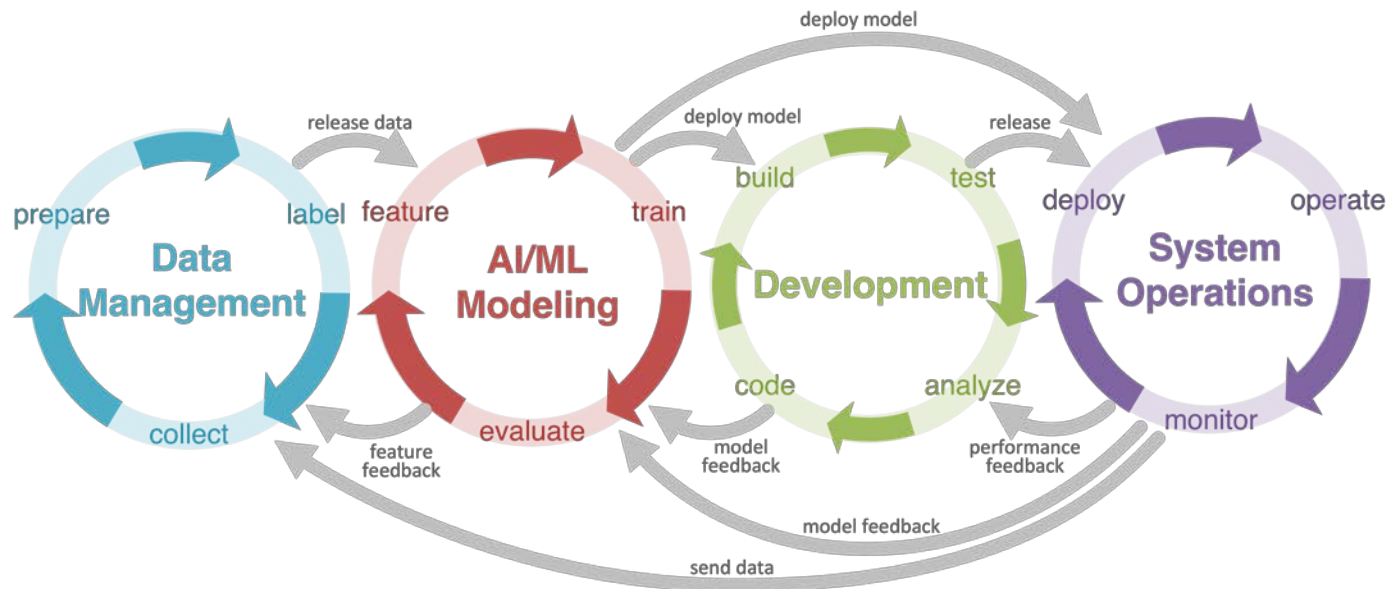 deploy model
release data
deploy model
release
prepare
label
feature
train
build
test
deploy
operate
Data
Management
AI/ML
Modeling
Development
System
Operations
collect
evaluate
code
analyze
monitor
feature
feedback
model
feedback
performance
feedback
model feedback
send data